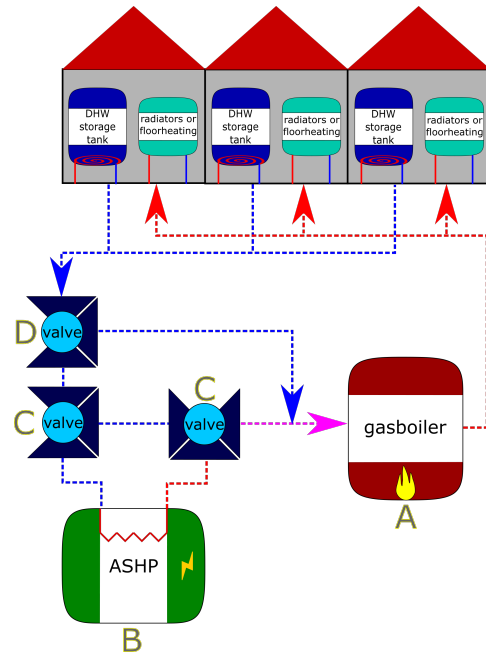 DHW
storage
tank
radiators or
floorheating
DHW
storage
tank
radiators or
floorheating
DHW
storage
tank
radiators or
floorheating
D
valve
C
valve
C
valve
gasboiler
A
ASHP
B